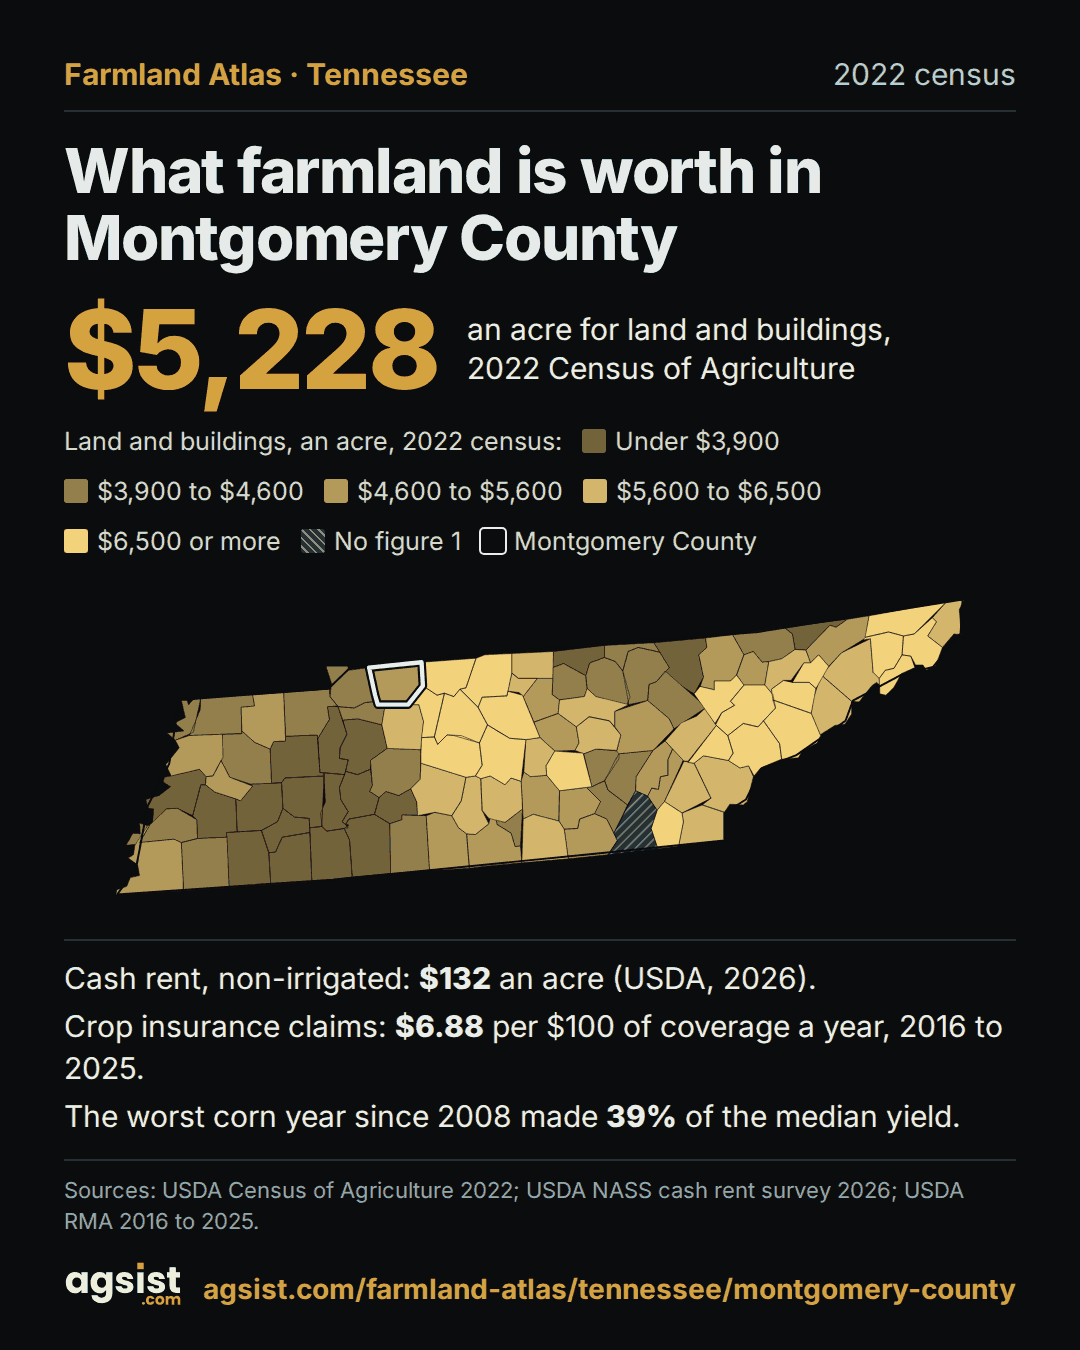 Farmland Atlas · Tennessee
2022 census
What farmland is worth in
Montgomery County
$5,228
an acre for land and buildings,
2022 Census of Agriculture
Land and buildings, an acre, 2022 census: Under $3,900
$3,900 to $4,600 $4,600 to $5,600 $5,600 to $6,500
$6,500 or more No figure 1 Montgomery County
Cash rent, non-irrigated: $132 an acre (USDA, 2026).
Crop insurance claims: $6.88 per $100 of coverage a year, 2016 to
2025.
The worst corn year since 2008 made 39% of the median yield.
Sources: USDA Census of Agriculture 2022; USDA NASS cash rent survey 2026; USDA
RMA 2016 to 2025.
agsist
.com
agsist.com/farmland-atlas/tennessee/montgomery-county